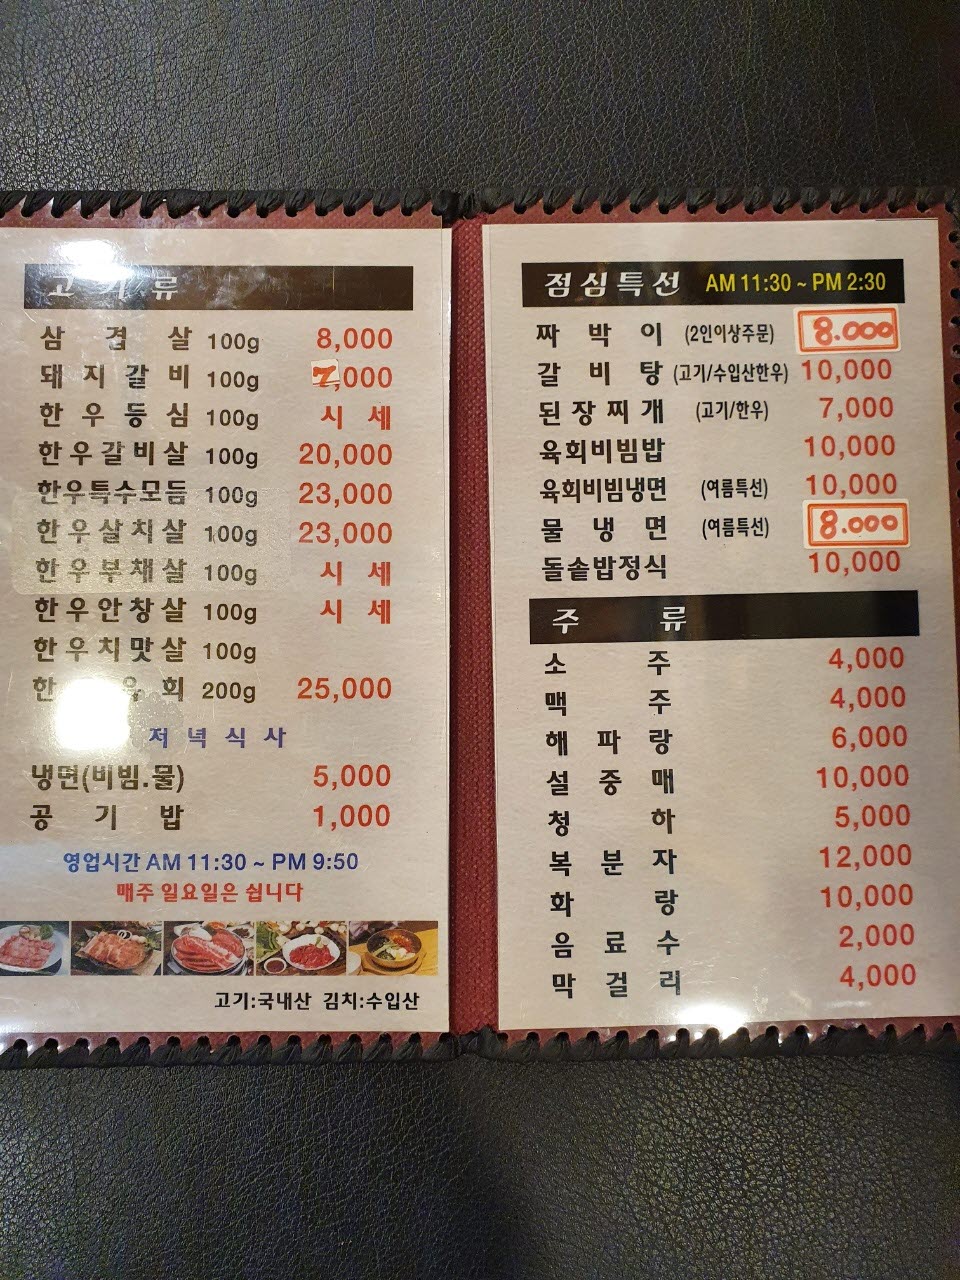 고기류
삼겹살 100g 8,000
돼지갈비 100g 7,000
한우등심 100g 시세
한우갈비살 100g 20,000
한우특수모듬 100g 23,000
한우살치살 100g 23,000
한우부채살 100g 시세
한우안창살 100g 시세
한우치맛살 100g
한우회 200g 25,000
저녁식사
냉면(비빔.물) 5,000
공기밥 1,000
영업시간 AM 11:30 ~ PM 9:50
매주 일요일은 쉽니다
고기:국내산 김치:수입산
점심특선 AM 11:30 ~ PM 2:30
짜박이 (2인이상주문) 8.000
갈비탕 (고기/수입산한우) 10,000
된장찌개 (고기/한우) 7,000
육회비빔밥 10,000
육회비빔냉면 (여름특선) 10,000
물냉면 (여름특선) 8.000
돌솥밥정식 10,000
주류
소주 4,000
맥주 4,000
해파랑 6,000
설중매 10,000
청하 5,000
복분자 12,000
화랑 10,000
음료수 2,000
막걸리 4,000